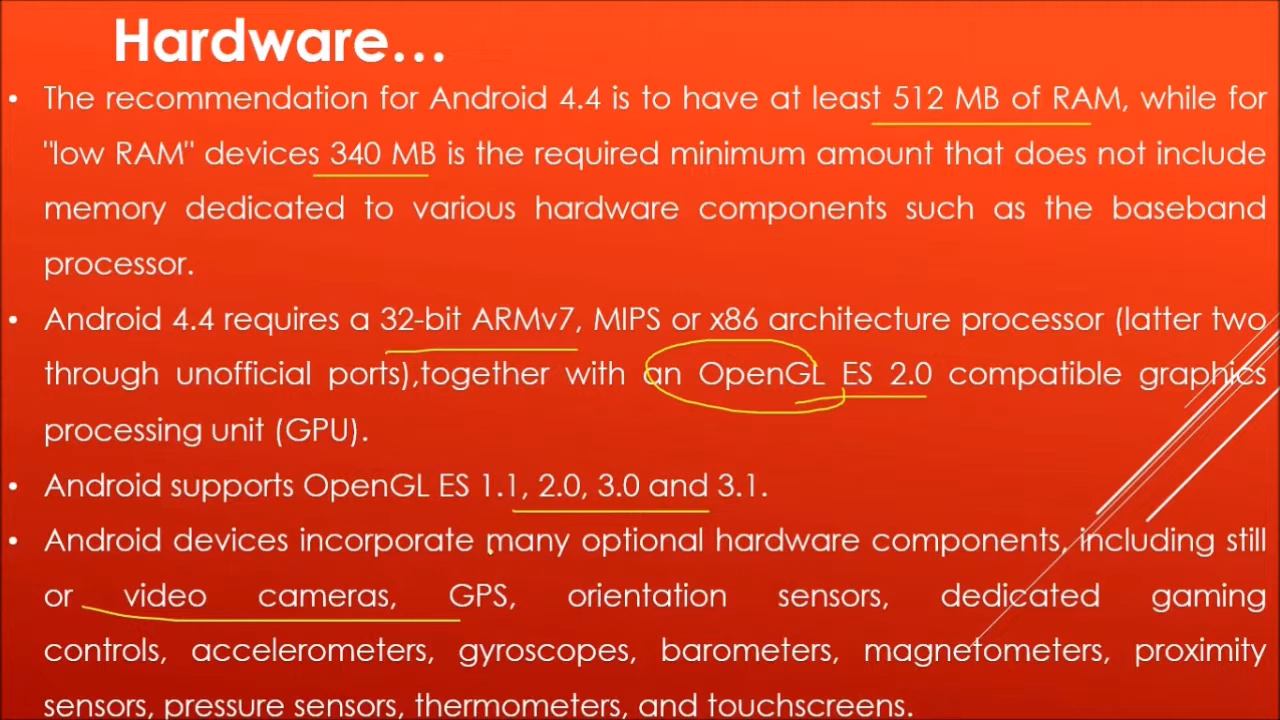 Hardware...
• The recommendation for Android 4.4 is to have at least 512 MB of RAM, while for
"low RAM" devices 340 MB is the required minimum amount that does not include
memory dedicated to various hardware components such as the baseband
processor.
• Android 4.4 requires a 32-bit ARMv7, MIPS or x86 architecture processor (latter two
through unofficial ports),together with an OpenGL ES 2.0 compatible graphics
processing unit (GPU).
• Android supports OpenGL ES 1.1, 2.0, 3.0 and 3.1.
• Android devices incorporate many optional hardware components, including still
or video cameras, GPS, orientation sensors, dedicated gaming
controls, accelerometers, gyroscopes, barometers, magnetometers, proximity
sensors, pressure sensors, thermometers, and touchscreens.